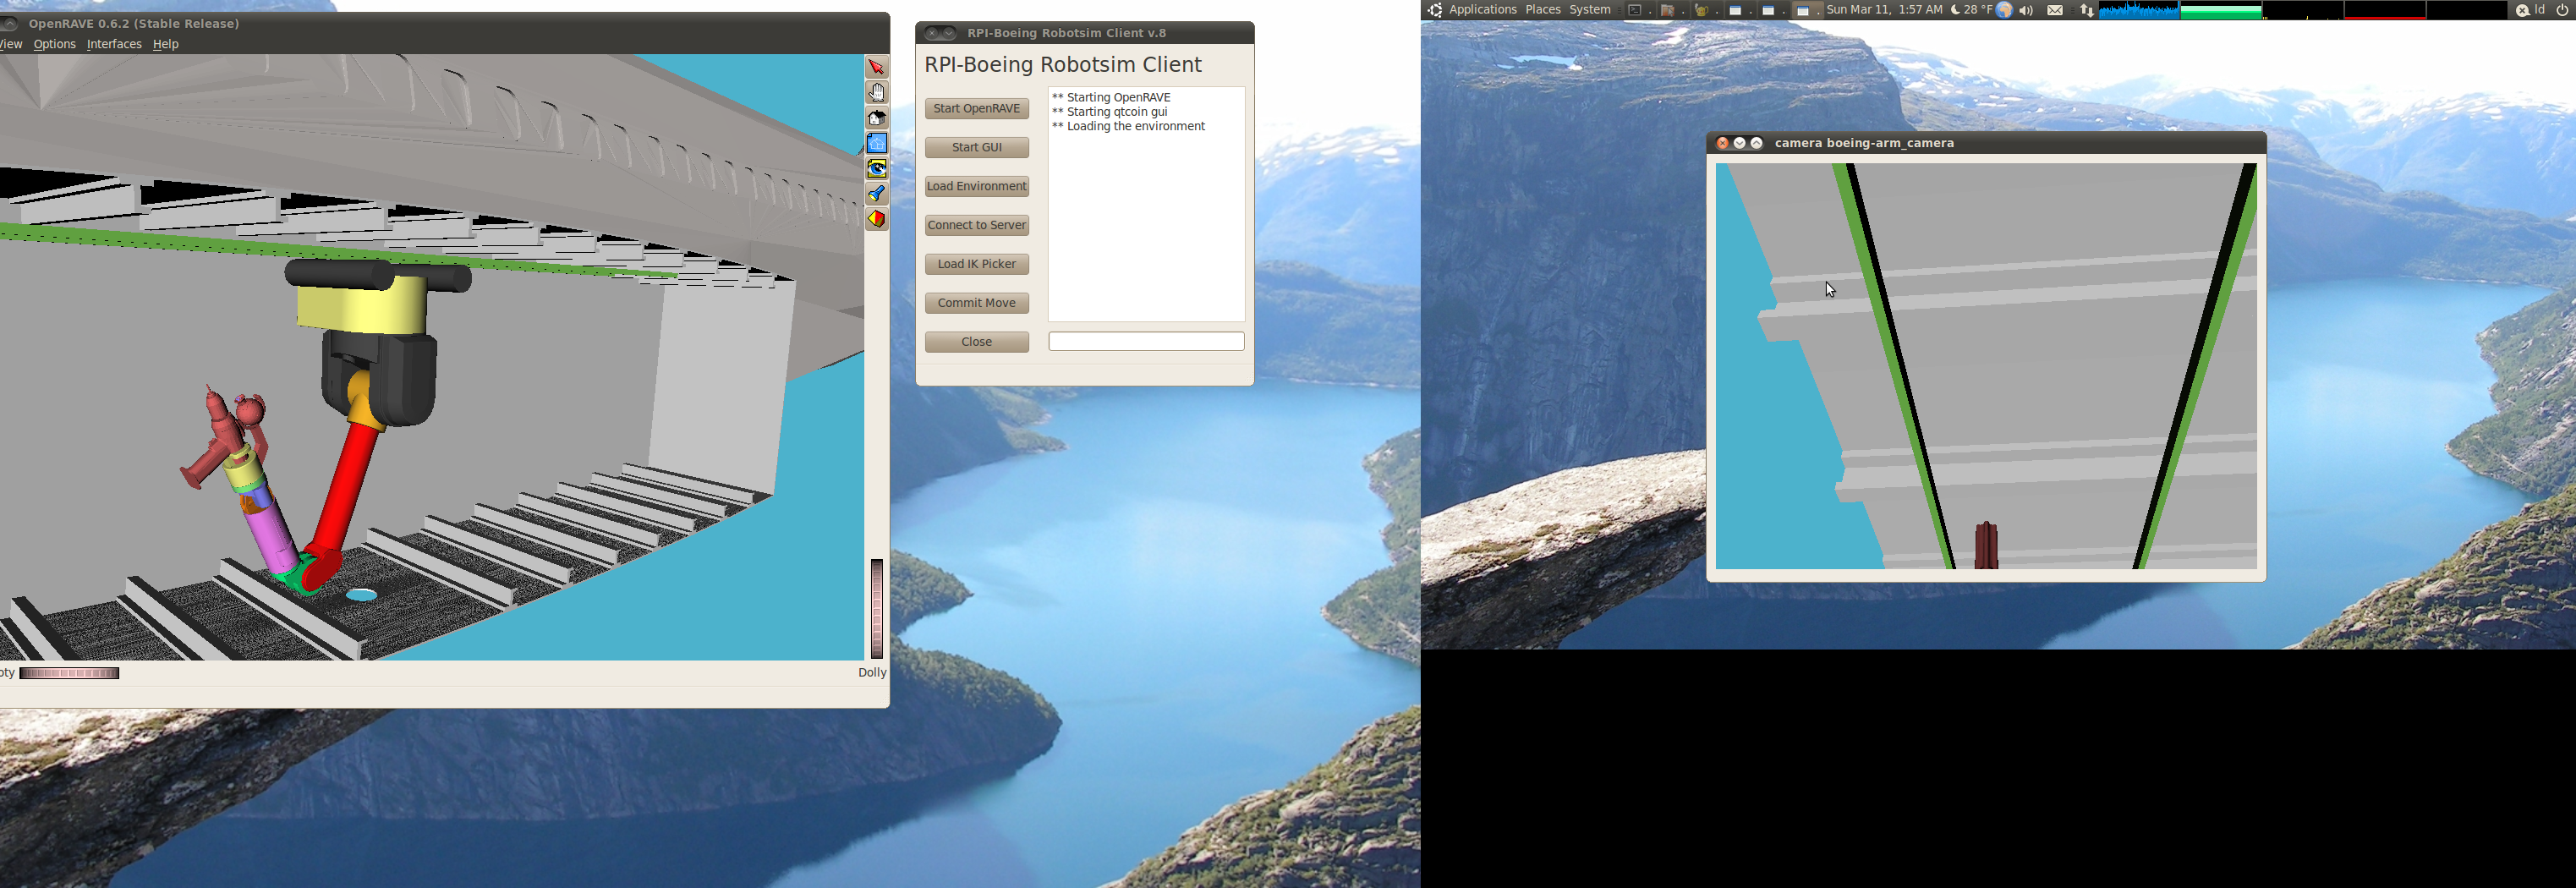 OpenRAVE 0.6.2 (Stable Release)
View Options Interfaces Help
Dolly
RPI-Boeing Robotsim Client v.8
RPI-Boeing Robotsim Client
Start OpenRAVE
Start GUI
Load Environment
Connect to Server
Load IK Picker
Commit Move
Close
** Starting OpenRAVE
** Starting qtcoin gui
** Loading the environment
Applications Places System
Sun Mar 11, 1:57 AM
28 °F
ld
camera boeing-arm_camera